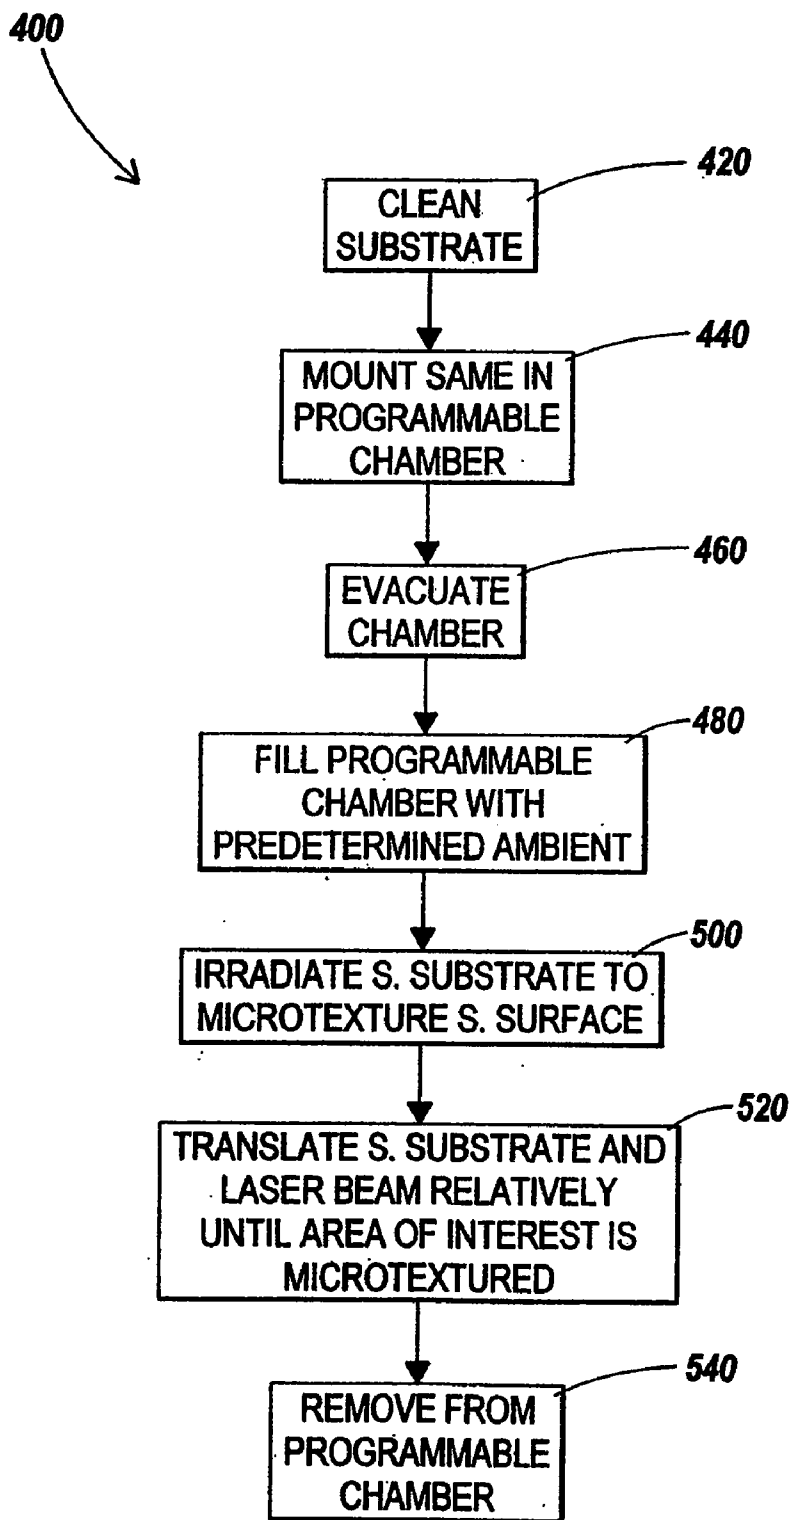 400
420
CLEAN
SUBSTRATE
440
MOUNT SAME IN
PROGRAMMABLE
CHAMBER
460
EVACUATE
CHAMBER
480
FILL PROGRAMMABLE
CHAMBER WITH
PREDETERMINED AMBIENT
500
IRRADIATE S. SUBSTRATE TO
MICROTEXTURE S. SURFACE
520
TRANSLATE S. SUBSTRATE AND
LASER BEAM RELATIVELY
UNTIL AREA OF INTEREST IS
MICROTEXTURED
540
REMOVE FROM
PROGRAMMABLE
CHAMBER